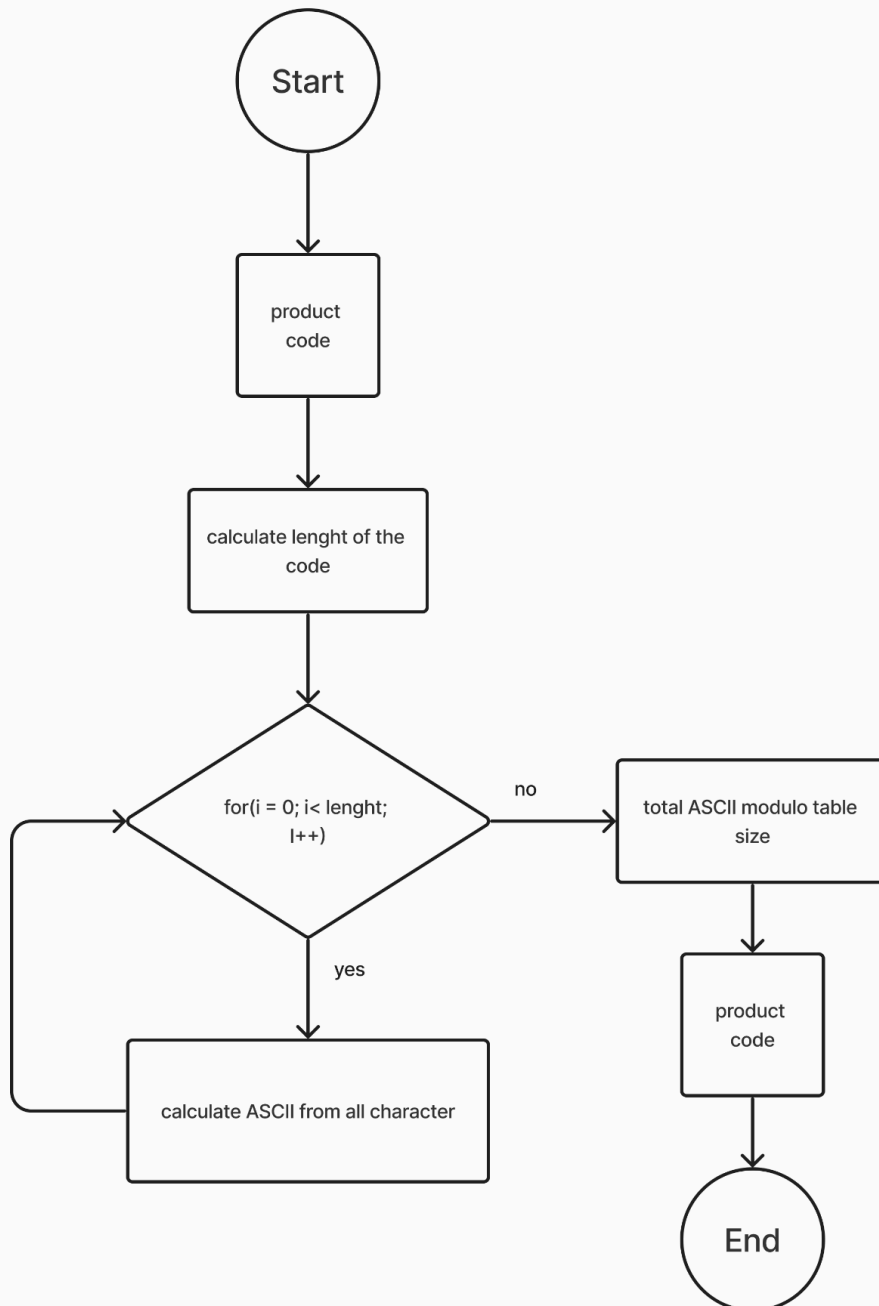 Start
product
code
calculate lenght of the
code
for(i = 0; i< lenght;
I++)
no
total ASCII modulo table
size
yes
product
code
calculate ASCII from all character
End